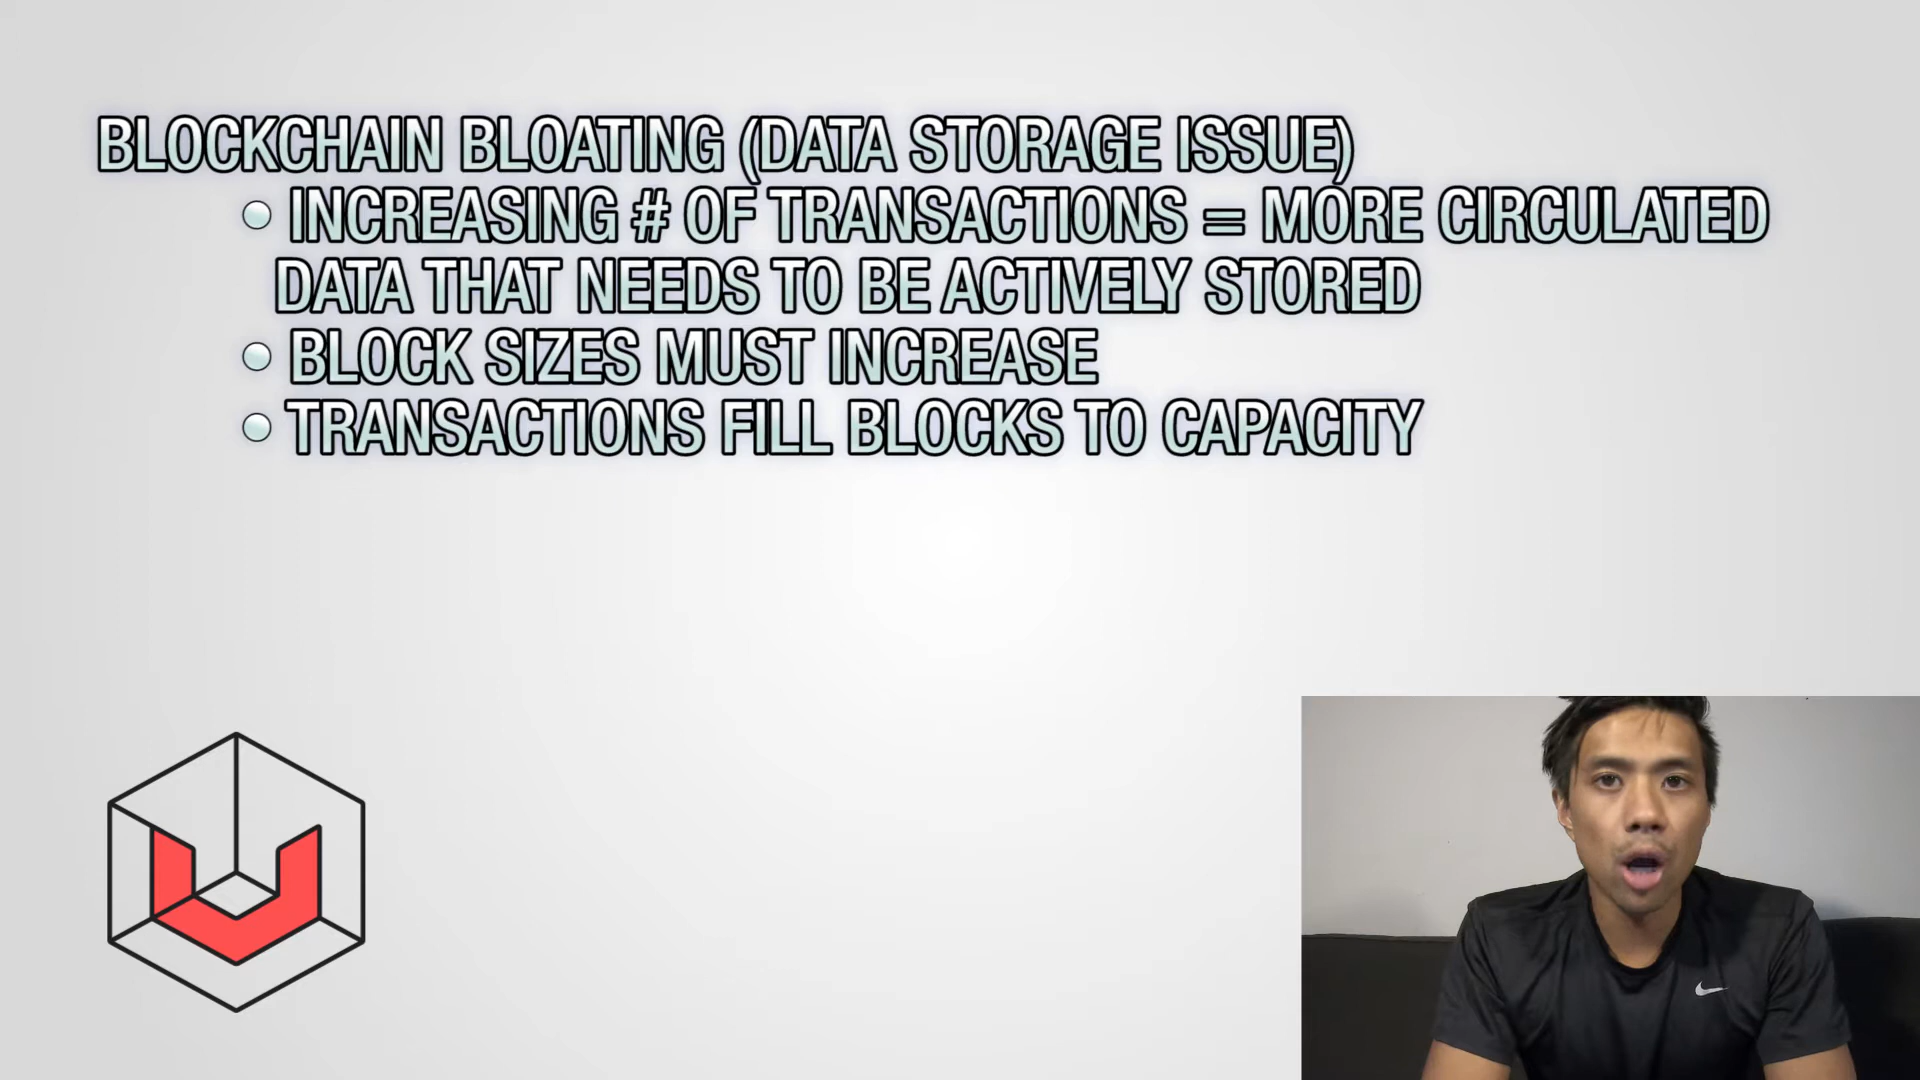 BLOCKCHAIN BLOATING (DATA STORAGE ISSUE)
• INCREASING # OF TRANSACTIONS = MORE CIRCULATED
DATA THAT NEEDS TO BE ACTIVELY STORED
• BLOCK SIZES MUST INCREASE
• TRANSACTIONS FILL BLOCKS TO CAPACITY